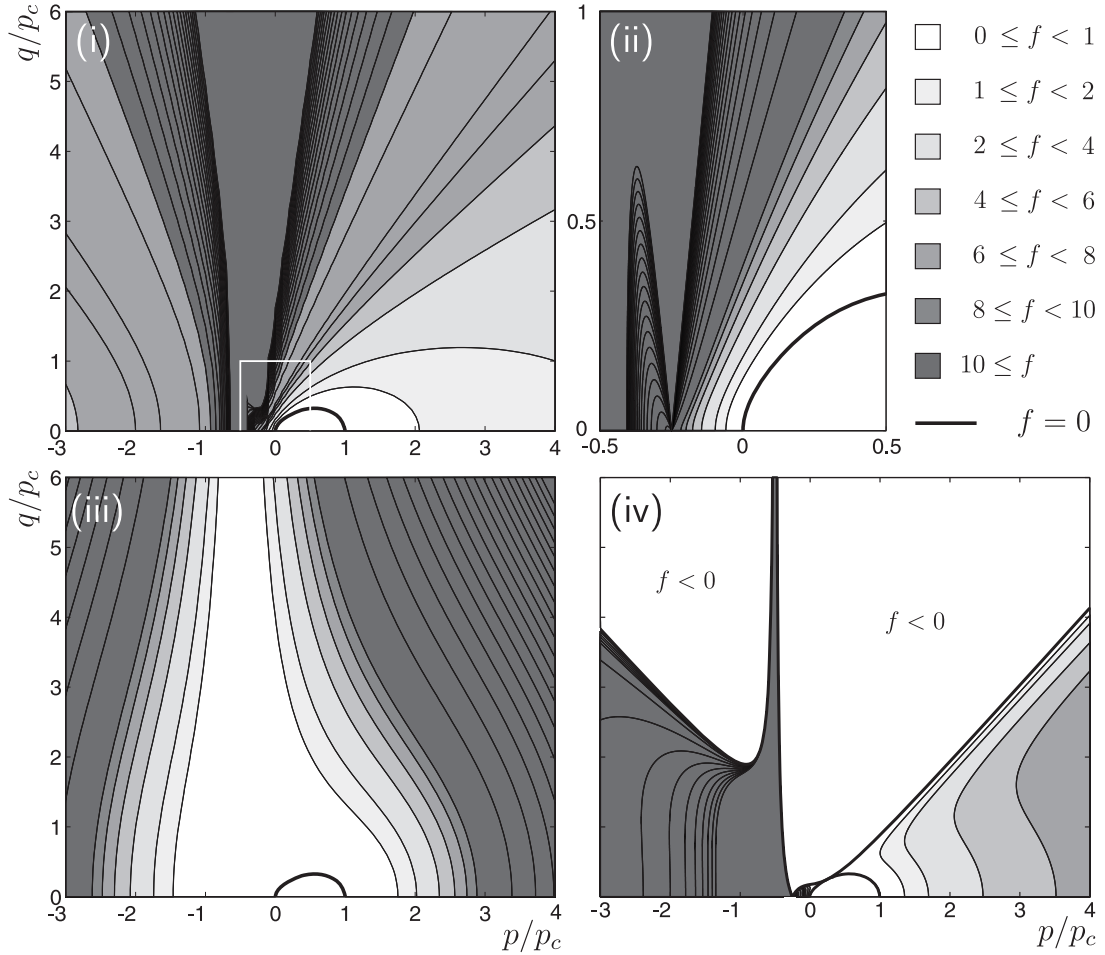 q/p_c
6
5
4
3
2
1
0
(i)
-3 -2 -1 0 1 2 3 4
1
0.5
0
(ii)
-0.5 0 0.5
0 ≤ f < 1
1 ≤ f < 2
2 ≤ f < 4
4 ≤ f < 6
6 ≤ f < 8
8 ≤ f < 10
10 ≤ f
f = 0
q/p_c
6
5
4
3
2
1
0
(iii)
-3 -2 -1 0 1 2 3 4
p/p_c
(iv)
f < 0
f < 0
-3 -2 -1 0 1 2 3 4
p/p_c